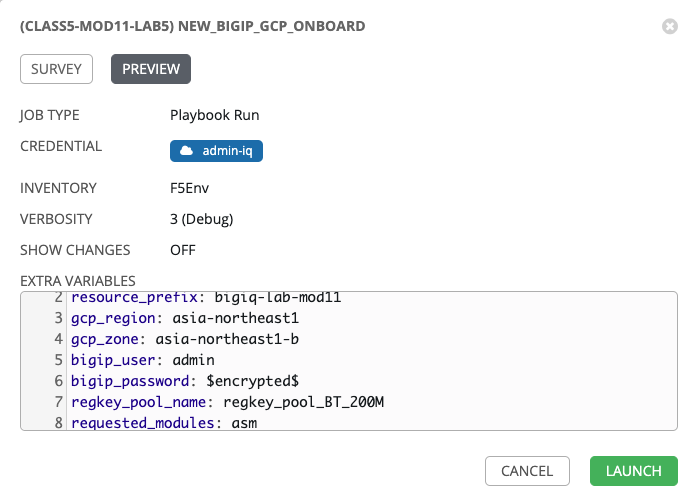 (CLASS5-MOD11-LAB5) NEW_BIGIP_GCP_ONBOARD
SURVEY PREVIEW
JOB TYPE Playbook Run
CREDENTIAL admin-iq
INVENTORY F5Env
VERBOSITY 3 (Debug)
SHOW CHANGES OFF
EXTRA VARIABLES
2 resource_prefix: bigiq-lab-mod11
3 gcp_region: asia-northeast1
4 gcp_zone: asia-northeast1-b
5 bigip_user: admin
6 bigip_password: $encrypted$
7 regkey_pool_name: regkey_pool_BT_200M
8 requested_modules: asm
CANCEL LAUNCH